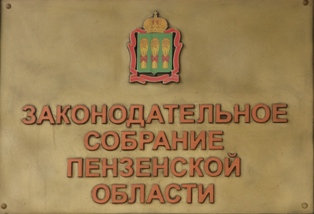 ЗАКОНОДАТЕЛЬНОЕ
СОБРАНИЕ
ПЕНЗЕНСКОЙ
ОБЛАСТИ